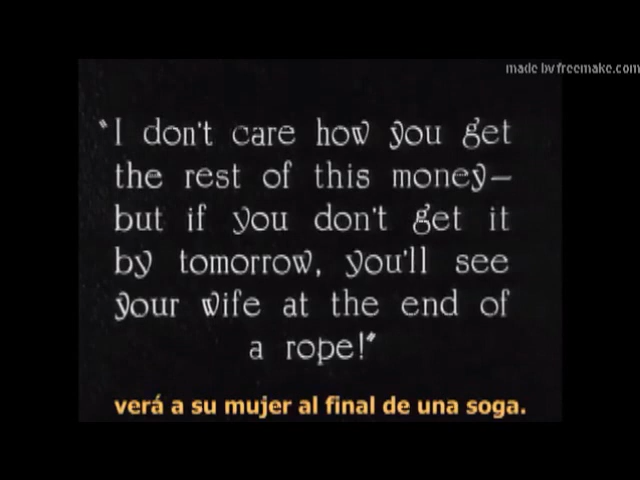 made by freemake.com
"I don't care how you get
the rest of this money—
but if you don't get it
by tomorrow, you'll see
your wife at the end of
a rope!"
verá a su mujer al final de una soga.